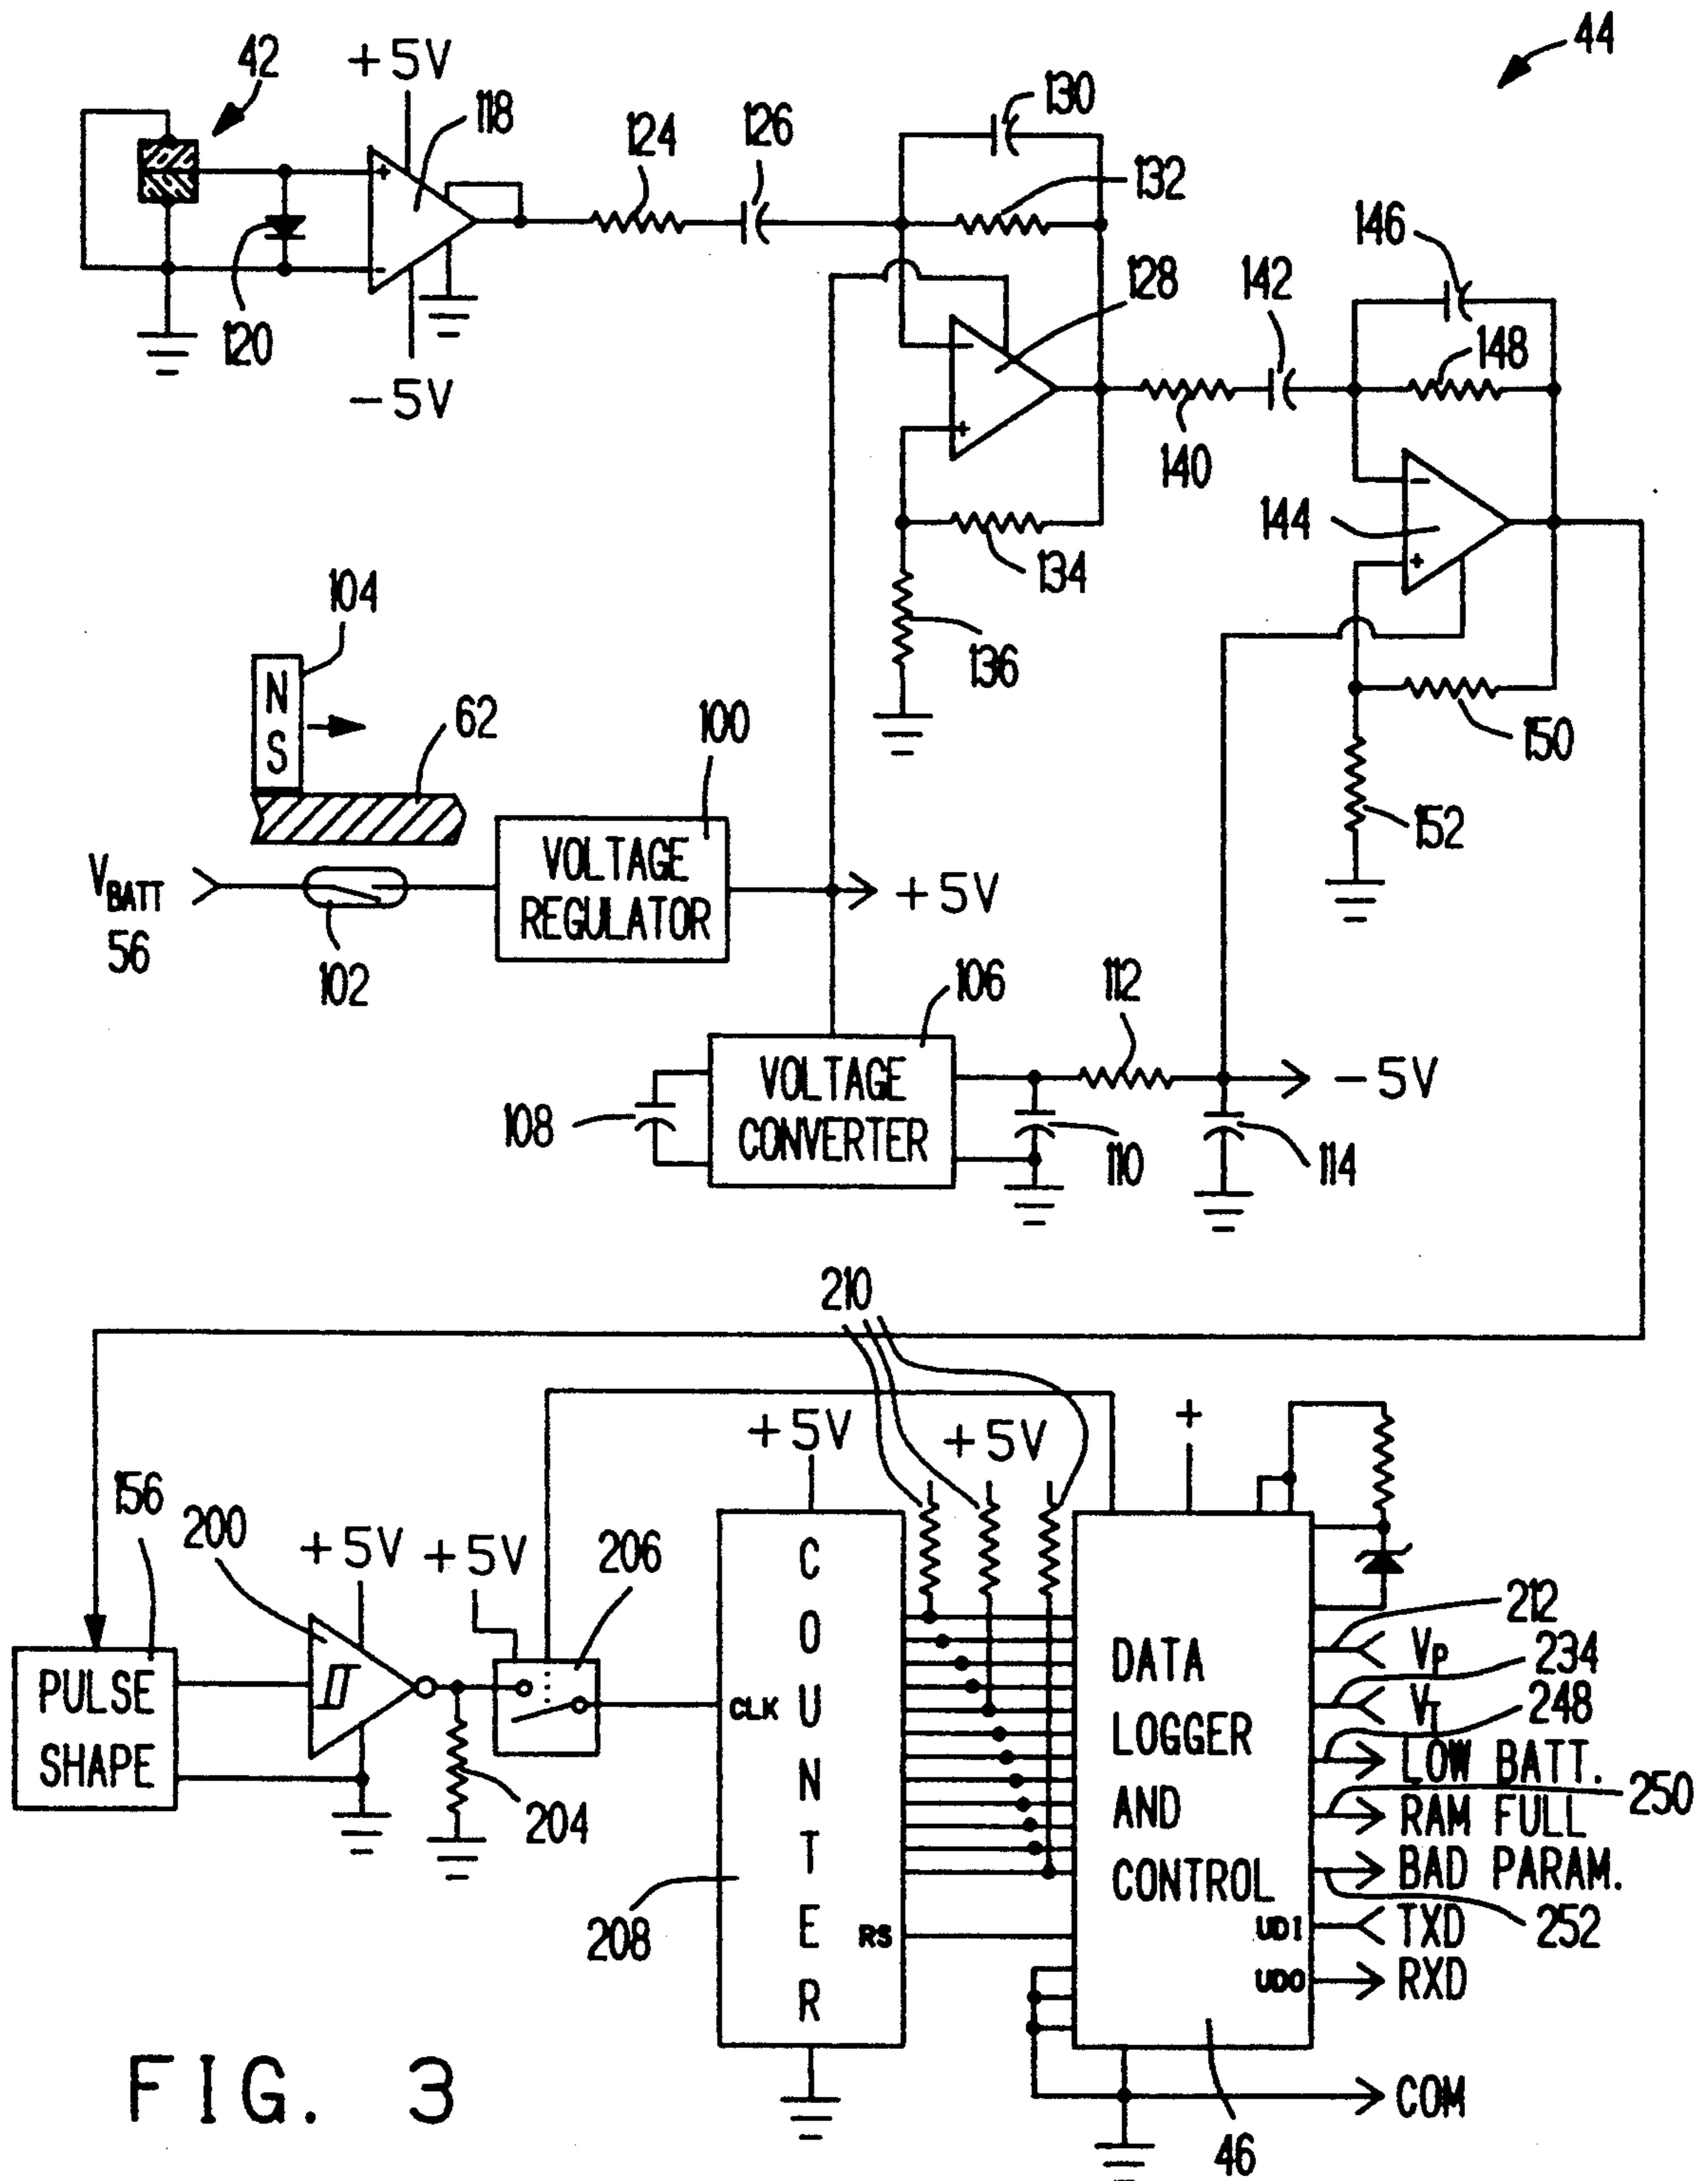 44
42
+5V
118
124
126
130
132
+
-
120
-5V
128
-
+
146
142
148
140
134
136
144
-
+
150
152
104
N
S
62
100
VOLTAGE
REGULATOR
VBATT
56
102
+5V
106
112
VOLTAGE
CONVERTER
108
110
114
-5V
210
+5V
+5V
+
156
200
+5V
+5V
206
PULSE
SHAPE
204
CLK
COUNTER
RS
208
DATA
LOGGER
AND
CONTROL
UDI
UDO
212
VP
234
VT
248
LOW BATT.
250
RAM FULL
BAD PARAM.
252
TXD
RXD
COM
46
FIG. 3